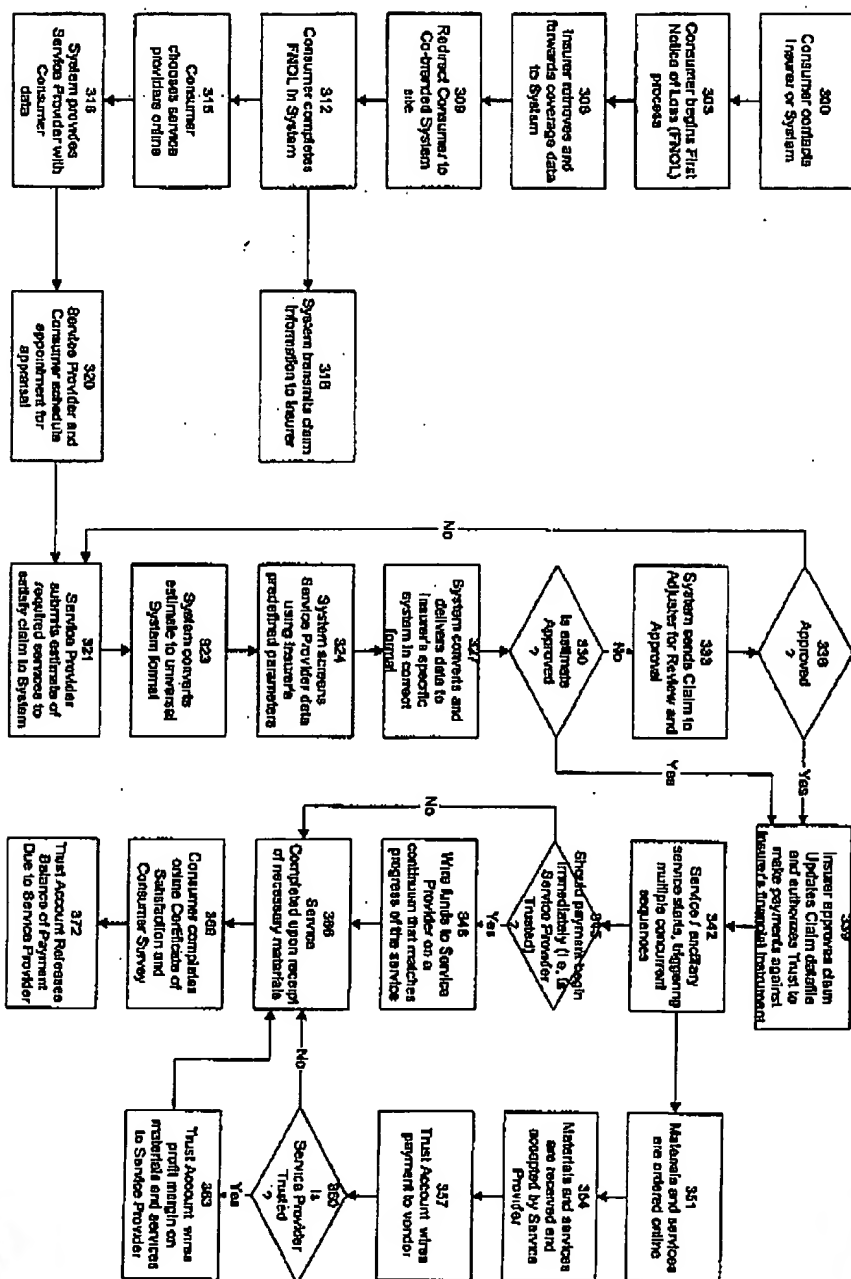 300
Consumer contacts
Insurer or System
303
Consumer begins First
Notice of Loss (FNOL)
process
306
Insurer retrieves and
forwards coverage data
to System
309
Redirect Consumer to
Co-branded System
site
312
Consumer completes
FNOL in System
315
Consumer
chooses service
providers online
318
System provides
Service Provider with
Consumer
data
316
System transmits claim
Information to Insurer
320
Service Provider and
Consumer schedule
appointment for
appraisal
336
Approved
?
No
Yes
333
System sends Claim to
Adjuster for Review and
Approval
No
330
Is estimate
Approved
?
Yes
327
System converts and
delivers data to
Insurer's specific
system in correct
format
324
System screens
Service Provider data
using Insurer's
predefined parameters
323
System converts
estimate to universal
System format
321
Service Provider
submits estimate of
required services to
satisfy claim to System
339
Insurer approves claim
Updates Claim datafile
and authorizes Trust to
make payments against
Insurer's financial Instrument
342
Service / ancillary
service starts, triggering
multiple concurrent
sequences
345
Should payment begin
immediately (i.e., is
Service Provider
Trusted)
?
No
Yes
348
Wire funds to Service
Provider on a
continuum that matches
progress of the service
366
Service
Completed upon receipt
of necessary materials
369
Consumer completes
online Certificate of
Satisfaction and
Consumer Survey
372
Trust Account Releases
Balance of Payment
Due to Service Provider
351
Materials and services
are ordered online
354
Materials and services
are received and
accepted by Service
Provider
357
Trust Account wires
payment to vendor
360
Is
Service Provider
Trusted
?
No
Yes
363
Trust Account wires
profit margin on
materials and services
to Service Provider